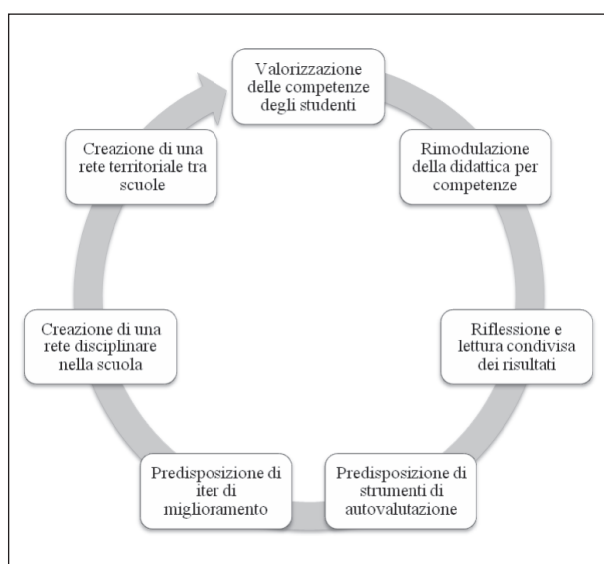 Valorizzazione
delle competenze
degli studenti
Rimodulazione
della didattica per
competenze
Riflessione e
lettura condivisa
dei risultati
Predisposizione di
strumenti di
autovalutazione
Predisposizione di
iter di
miglioramento
Creazione di una
rete disciplinare
nella scuola
Creazione di una
rete territoriale tra
scuole